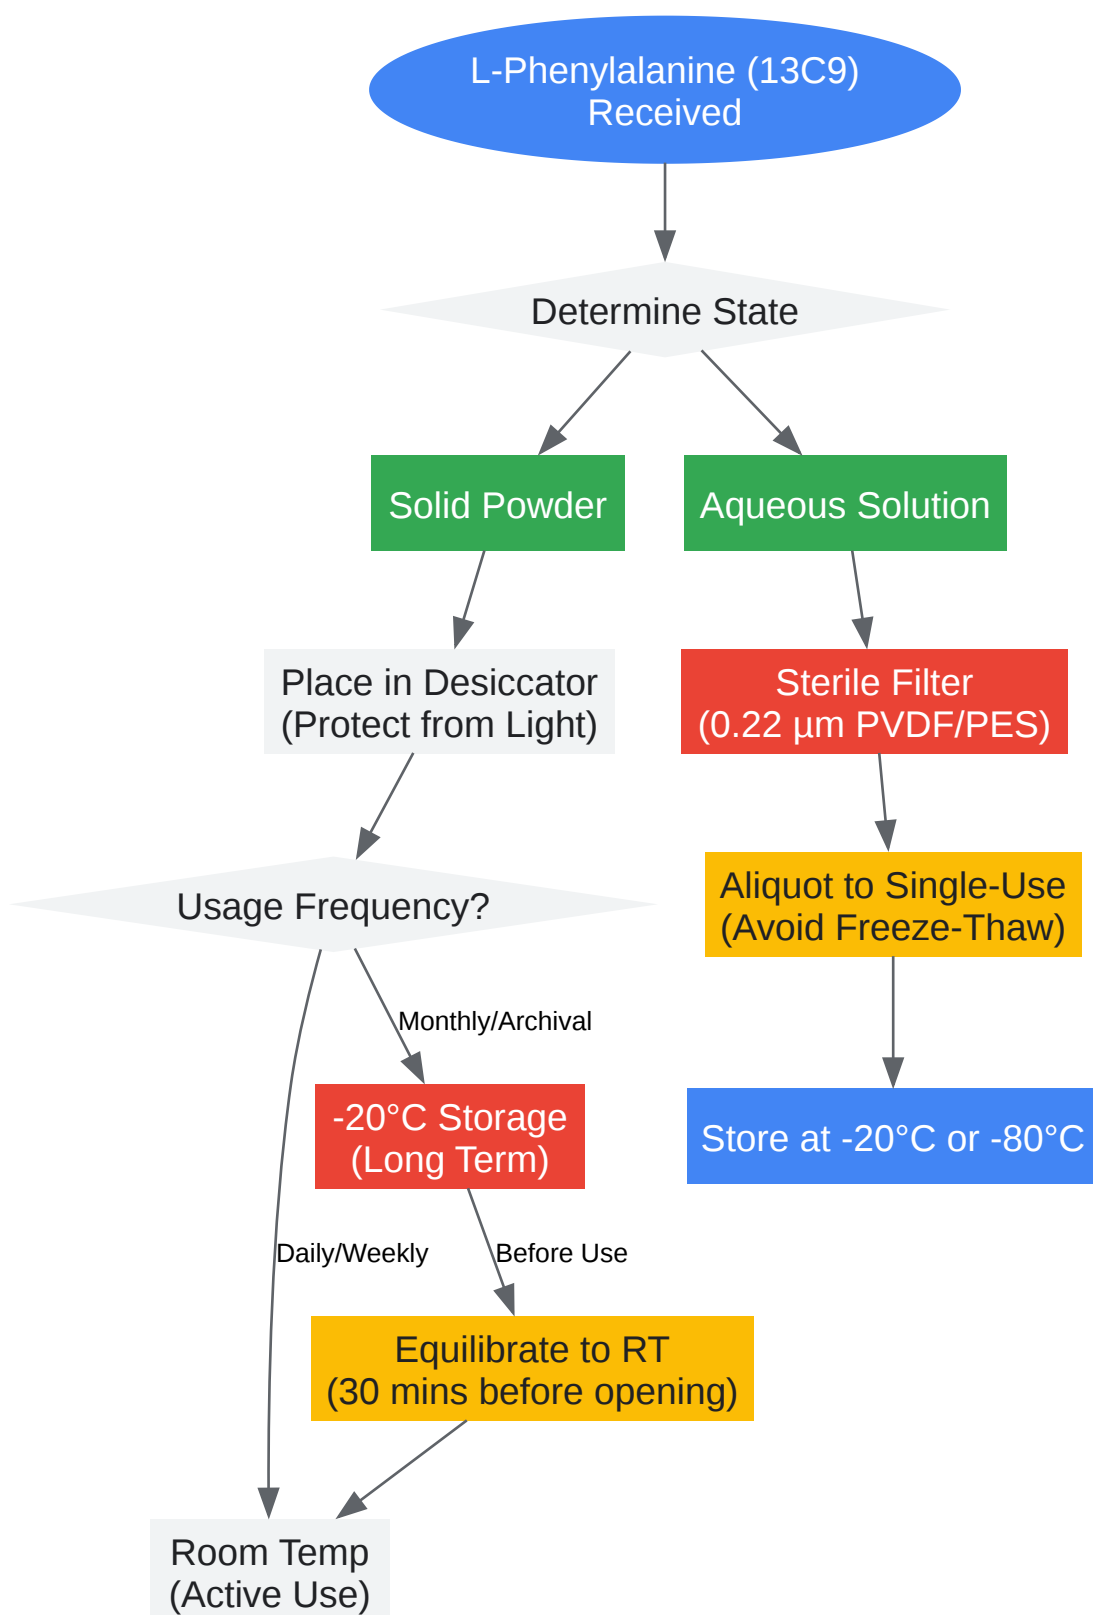 L-Phenylalanine (13C9)
Received
Determine State
Solid Powder
Aqueous Solution
Place in Desiccator
(Protect from Light)
Sterile Filter
(0.22 µm PVDF/PES)
Usage Frequency?
Aliquot to Single-Use
(Avoid Freeze-Thaw)
Monthly/Archival
-20°C Storage
(Long Term)
Store at -20°C or -80°C
Daily/Weekly
Before Use
Equilibrate to RT
(30 mins before opening)
Room Temp
(Active Use)